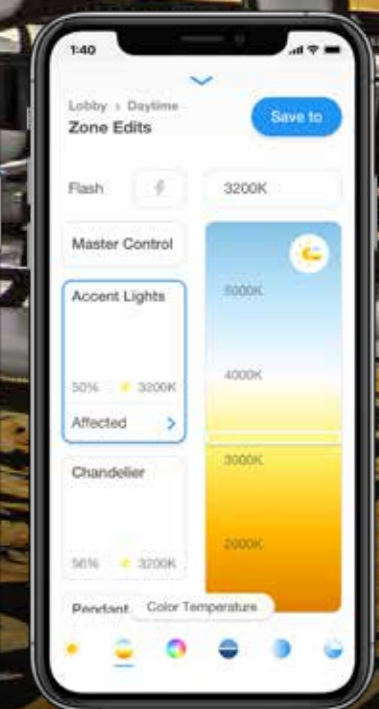 1:40
Lobby › Daytime
Zone Edits
Save to
Flash
3200K
Master Control
Accent Lights
50%
3200K
Affected
Chandelier
56%
3200K
Pendant
5000K
4000K
3000K
2000K
Color Temperature